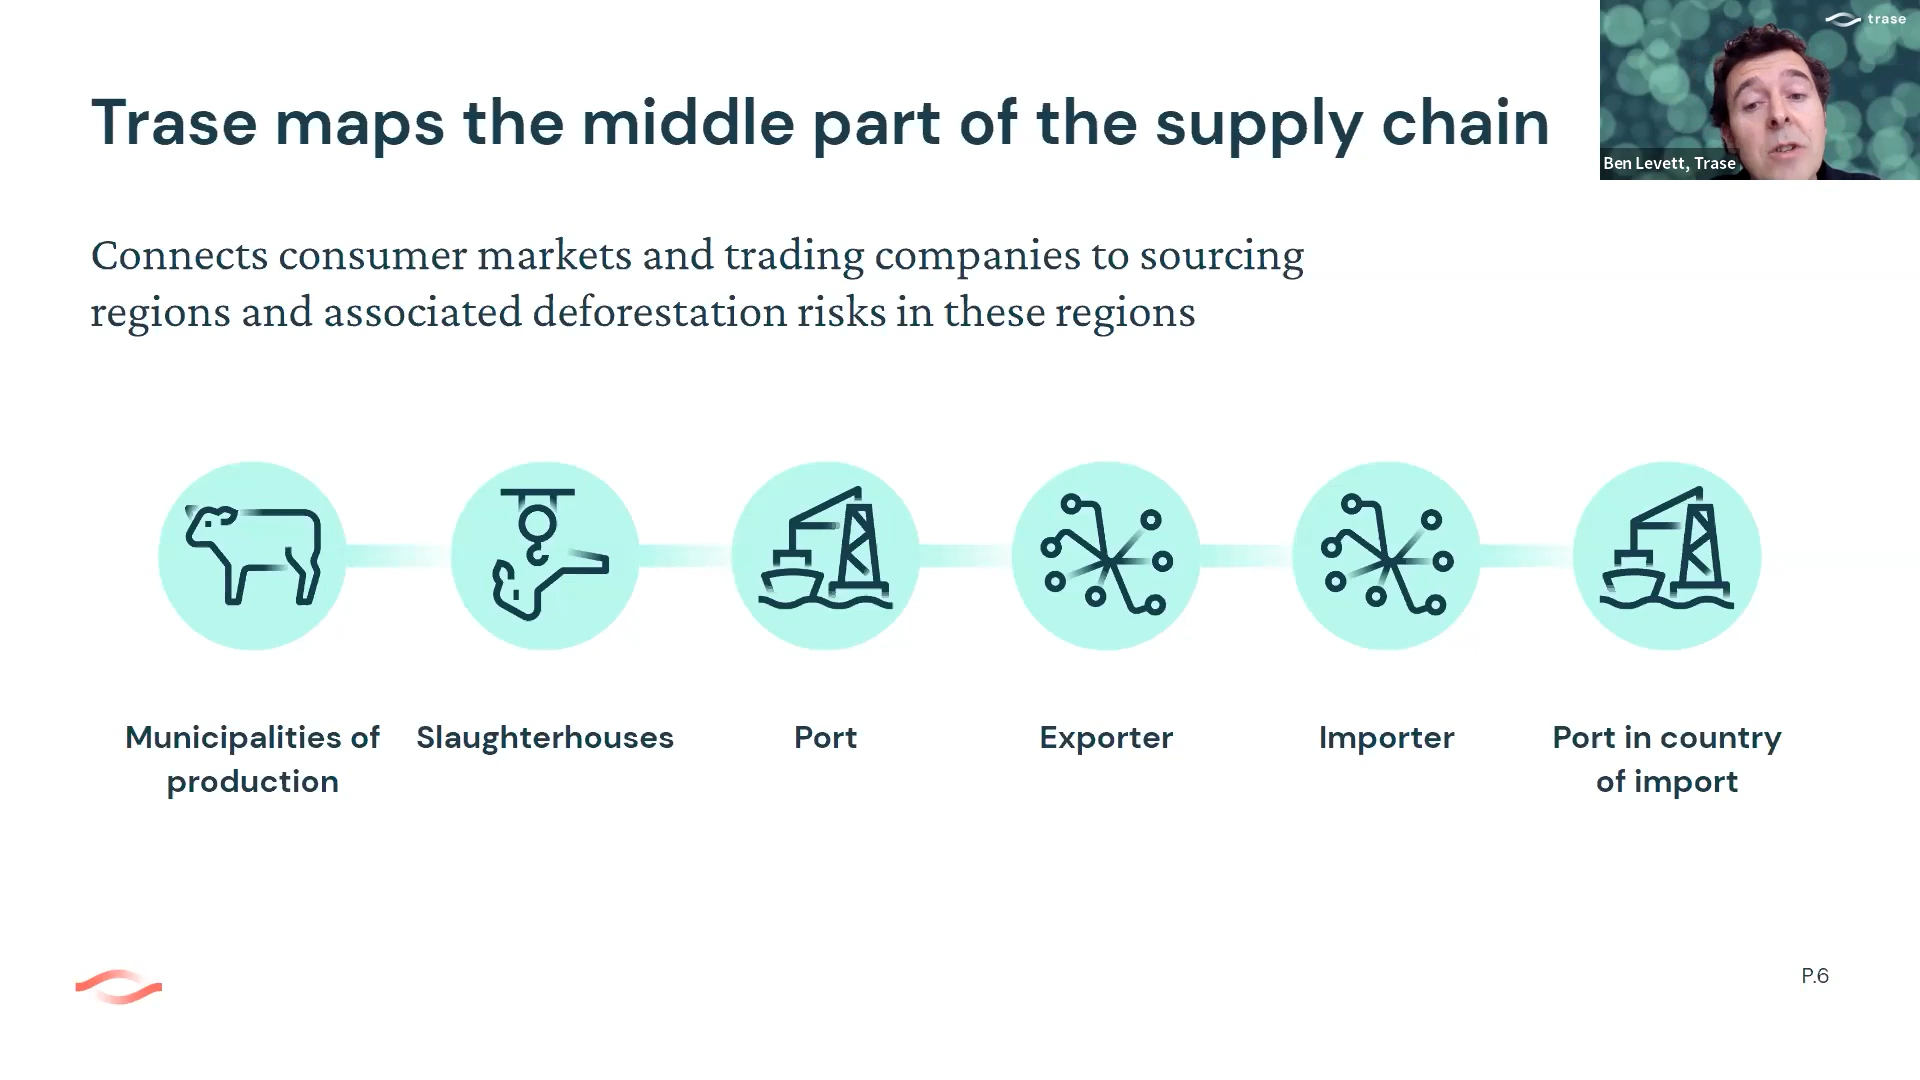 trase
Trase maps the middle part of the supply chain
Ben Levett, Trase
Connects consumer markets and trading companies to sourcing
regions and associated deforestation risks in these regions
Municipalities of
production
Slaughterhouses
Port
Exporter
Importer
Port in country
of import
P.6